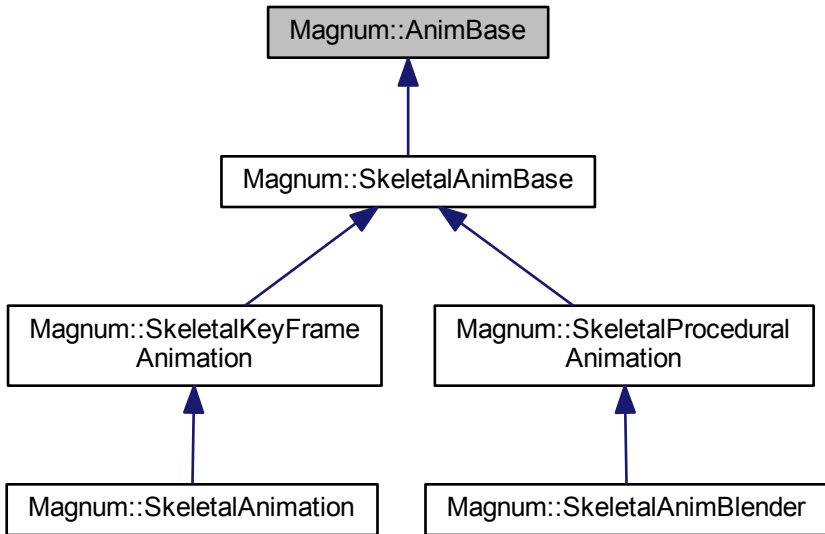 Magnum::AnimBase
Magnum::SkeletalAnimBase
Magnum::SkeletalKeyFrame
Animation
Magnum::SkeletalProcedural
Animation
Magnum::SkeletalAnimation
Magnum::SkeletalAnimBlender